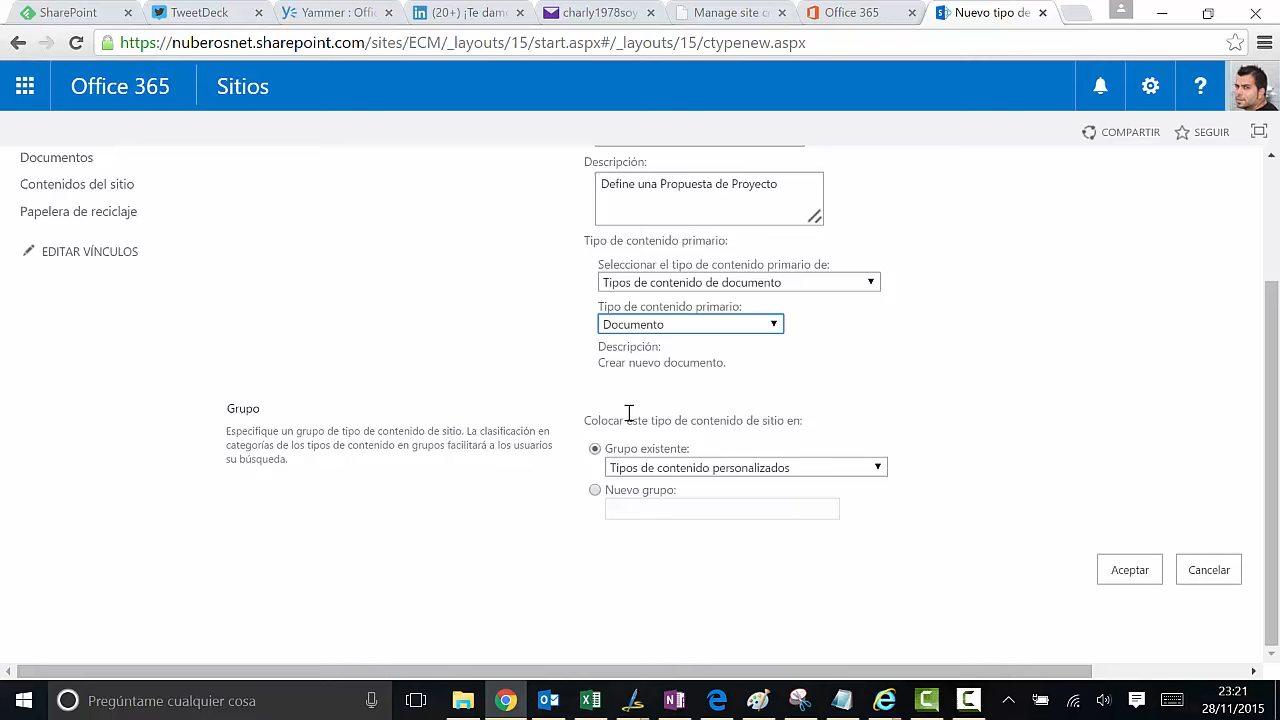 SharePoint
TweetDeck
Yammer : Offi
(20+) ¡Te dam
charly1978soy
Manage site c
Office 365
Nuevo tipo de
https://nuberosnet.sharepoint.com/sites/ECM/_layouts/15/start.aspx#/_layouts/15/ctypenew.aspx
Office 365
Sitios
?
COMPARTIR
SEGUIR
Documentos
Contenidos del sitio
Papelera de reciclaje
EDITAR VÍNCULOS
Descripción:
Define una Propuesta de Proyecto
Tipo de contenido primario:
Seleccionar el tipo de contenido primario de:
Tipos de contenido de documento
Tipo de contenido primario:
Documento
Descripción:
Crear nuevo documento.
Grupo
Especifique un grupo de tipo de contenido de sitio. La clasificación en
categorías de los tipos de contenido en grupos facilitará a los usuarios
su búsqueda.
Colocar este tipo de contenido de sitio en:
Grupo existente:
Tipos de contenido personalizados
Nuevo grupo:
Aceptar
Cancelar
Pregúntame cualquier cosa
23:21
28/11/2015